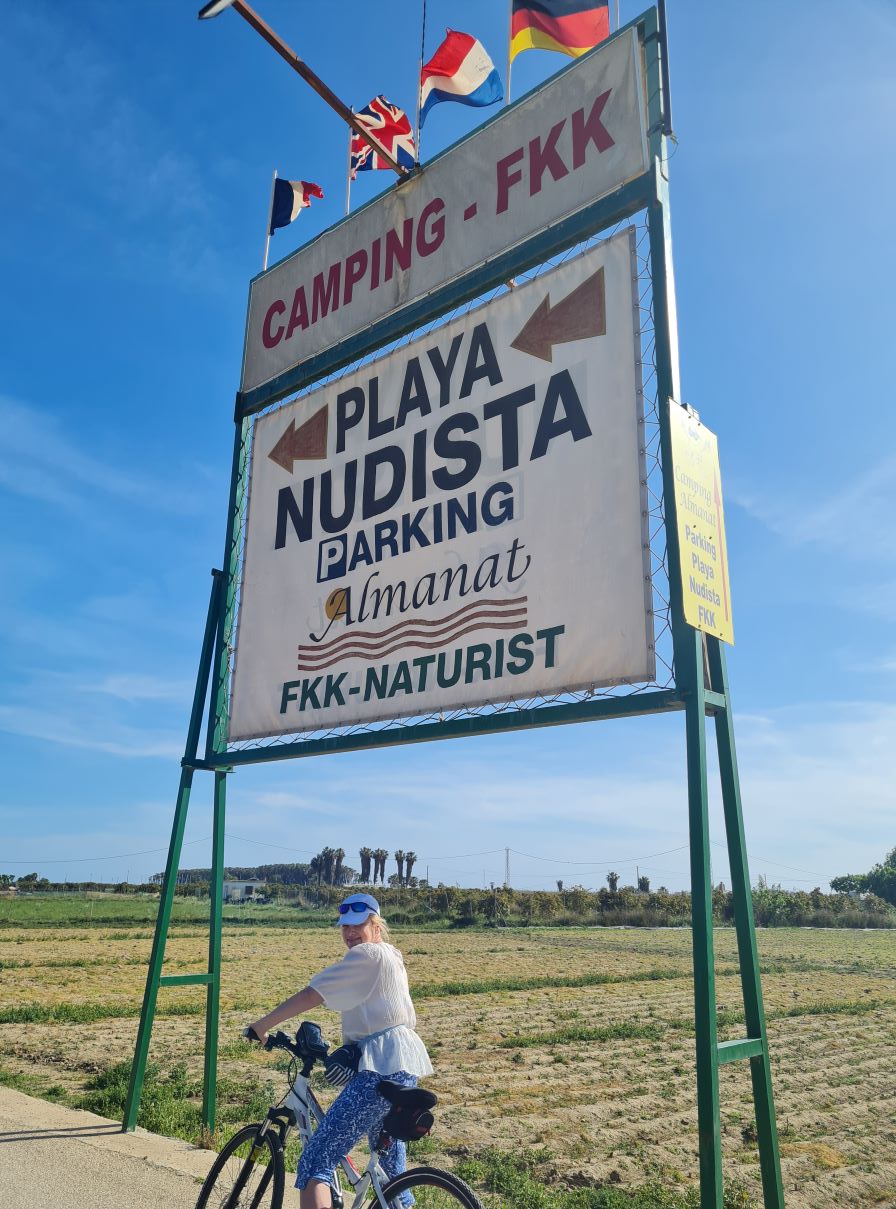 CAMPING - FKK
PLAYA
NUDISTA
PARKING
Almanat
FKK-NATURIST
Camping
Almanat
Parking
Playa
Nudista
FKK